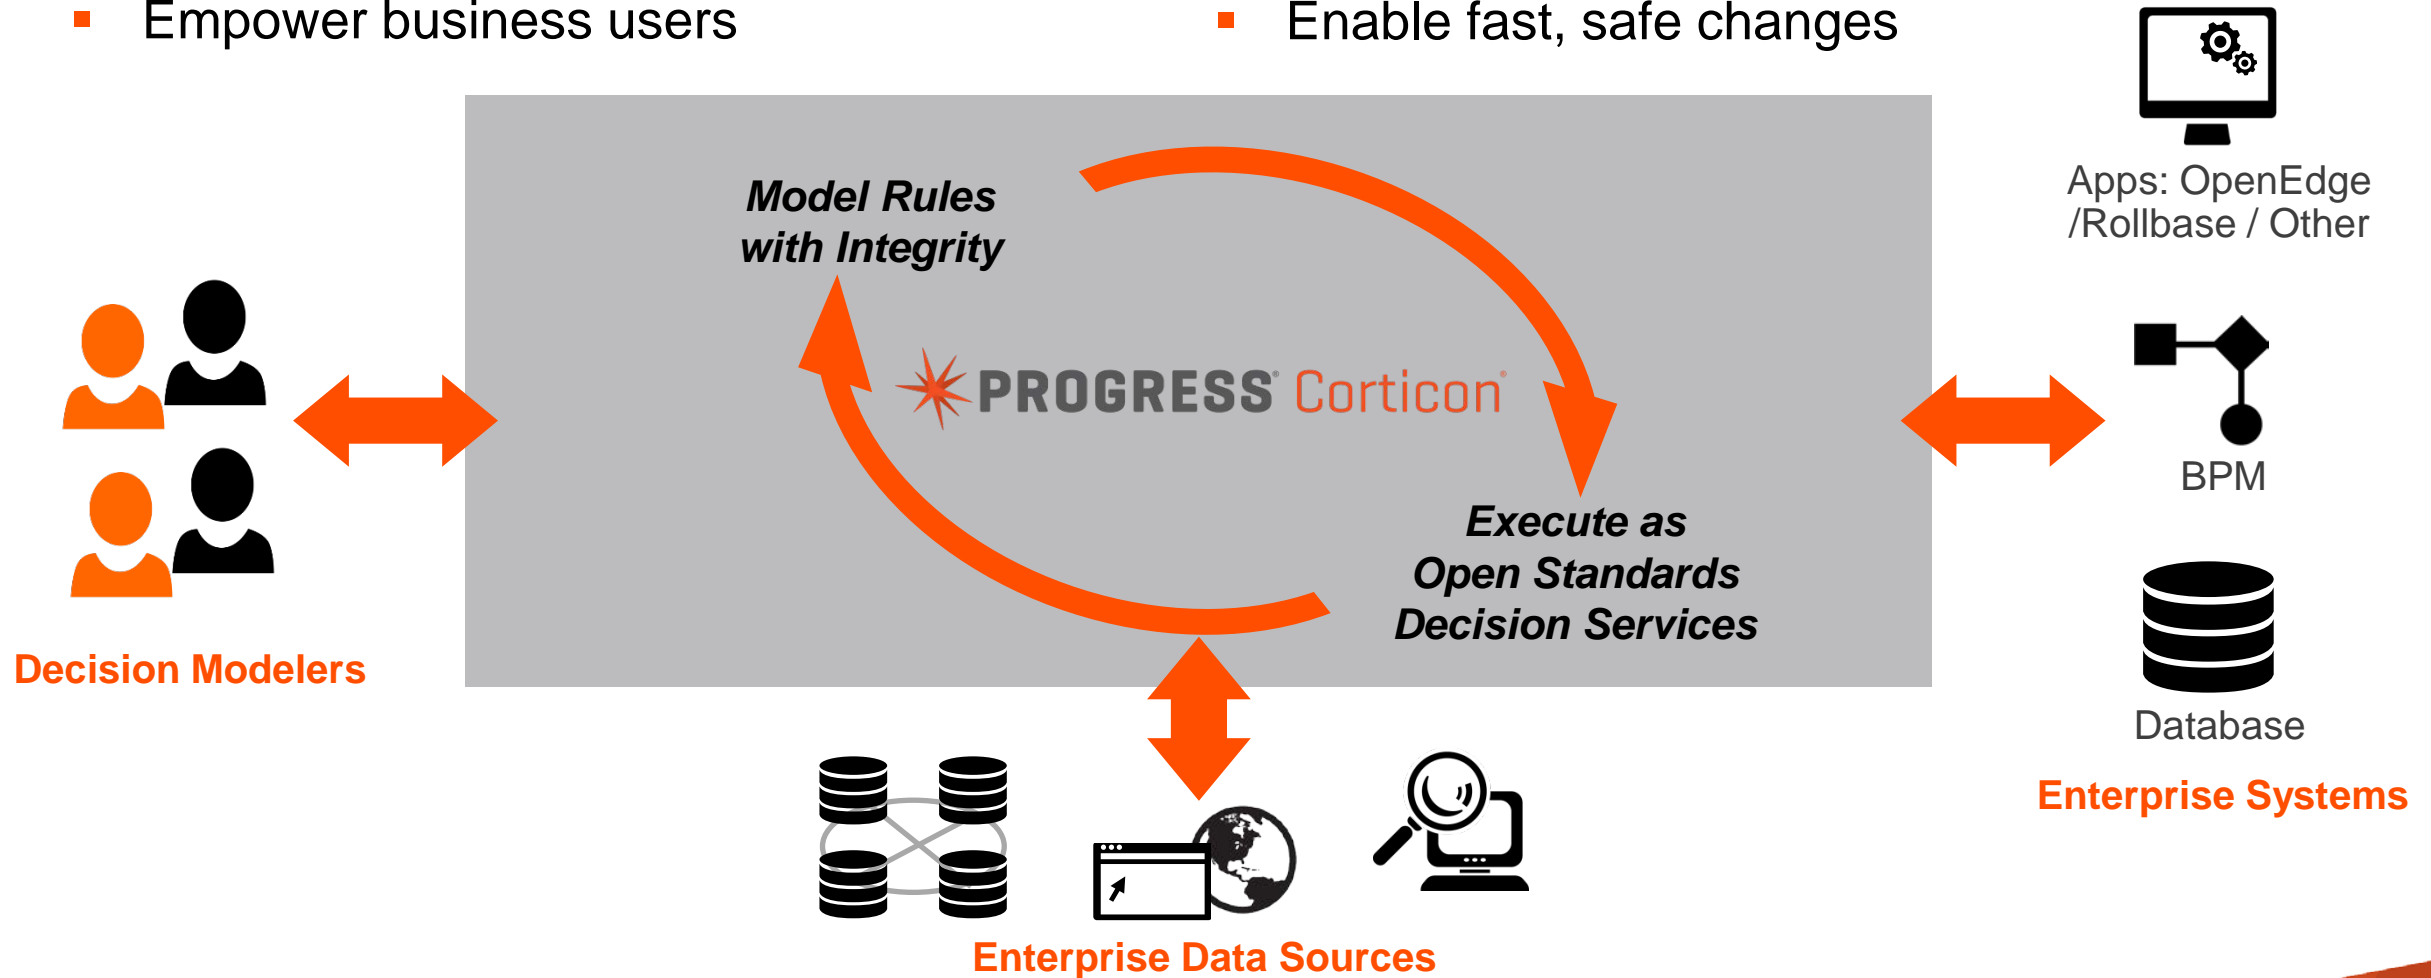 Empower business users
Enable fast, safe changes
Model Rules
with Integrity
PROGRESS® Corticon®
Execute as
Open Standards
Decision Services
Decision Modelers
Apps: OpenEdge
/Rollbase / Other
BPM
Database
Enterprise Systems
Enterprise Data Sources